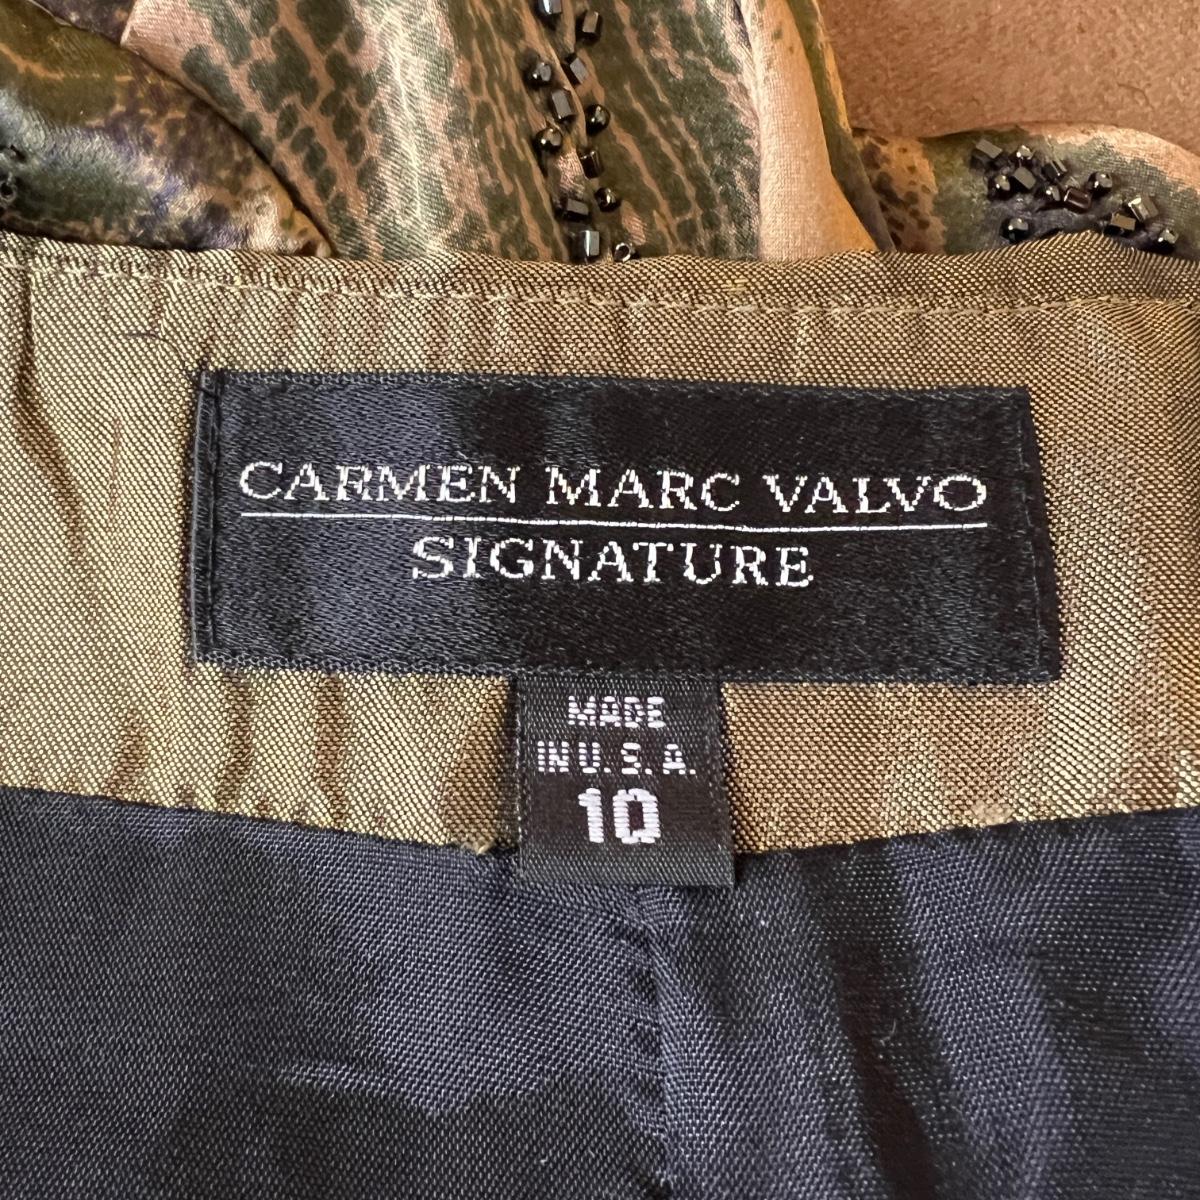 CARMEN MARC VALVO
SIGNATURE
MADE
IN U.S.A.
10